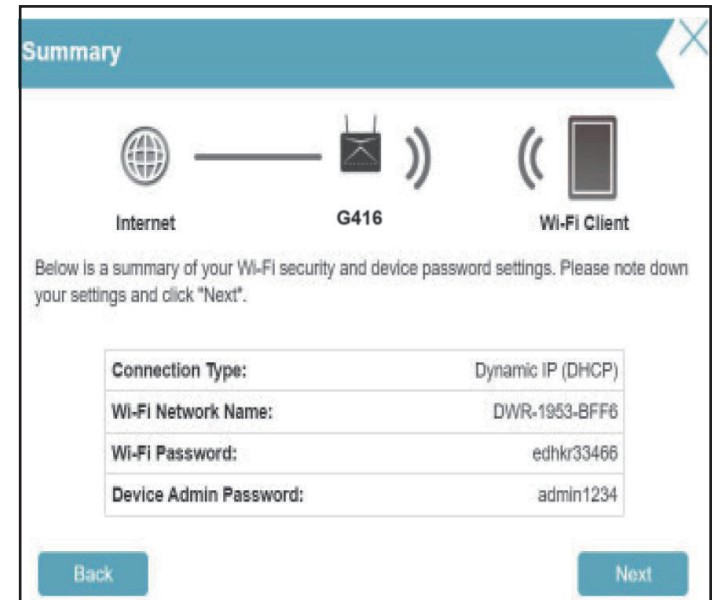 Summary
Internet
G416
Wi-Fi Client
Below is a summary of your Wi-Fi security and device password settings. Please note down
your settings and click "Next".
Connection Type: Dynamic IP (DHCP)
Wi-Fi Network Name: DWR-1953-BFF6
Wi-Fi Password: edhkr33466
Device Admin Password: admin1234
Back
Next